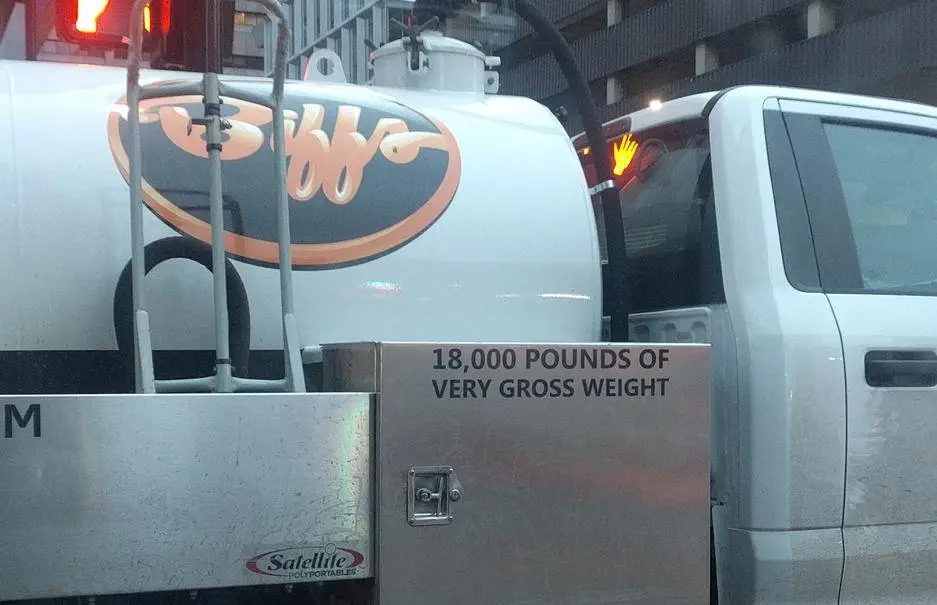 Biffs
18,000 POUNDS OF
VERY GROSS WEIGHT
M
Satellite
POLYPORTABLES